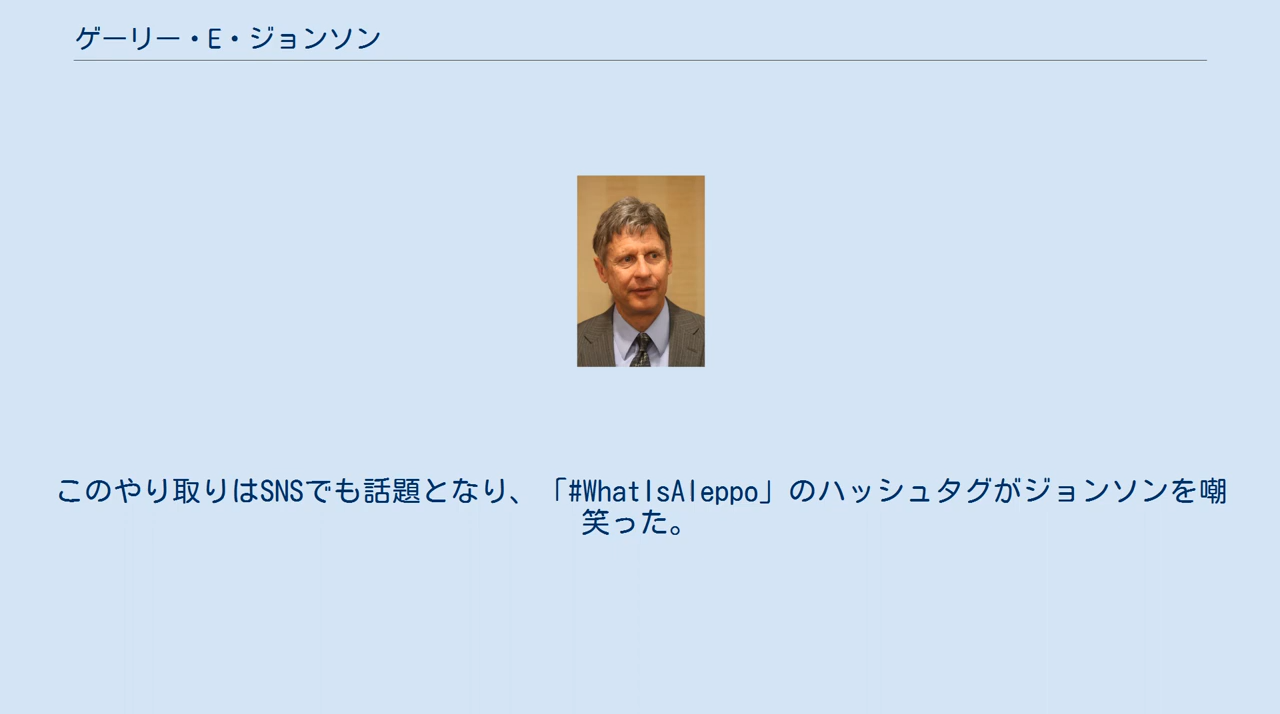 ゲーリー・E・ジョンソン
このやり取りはSNSでも話題となり、「#WhatIsAleppo」のハッシュタグがジョンソンを嘲
笑った。